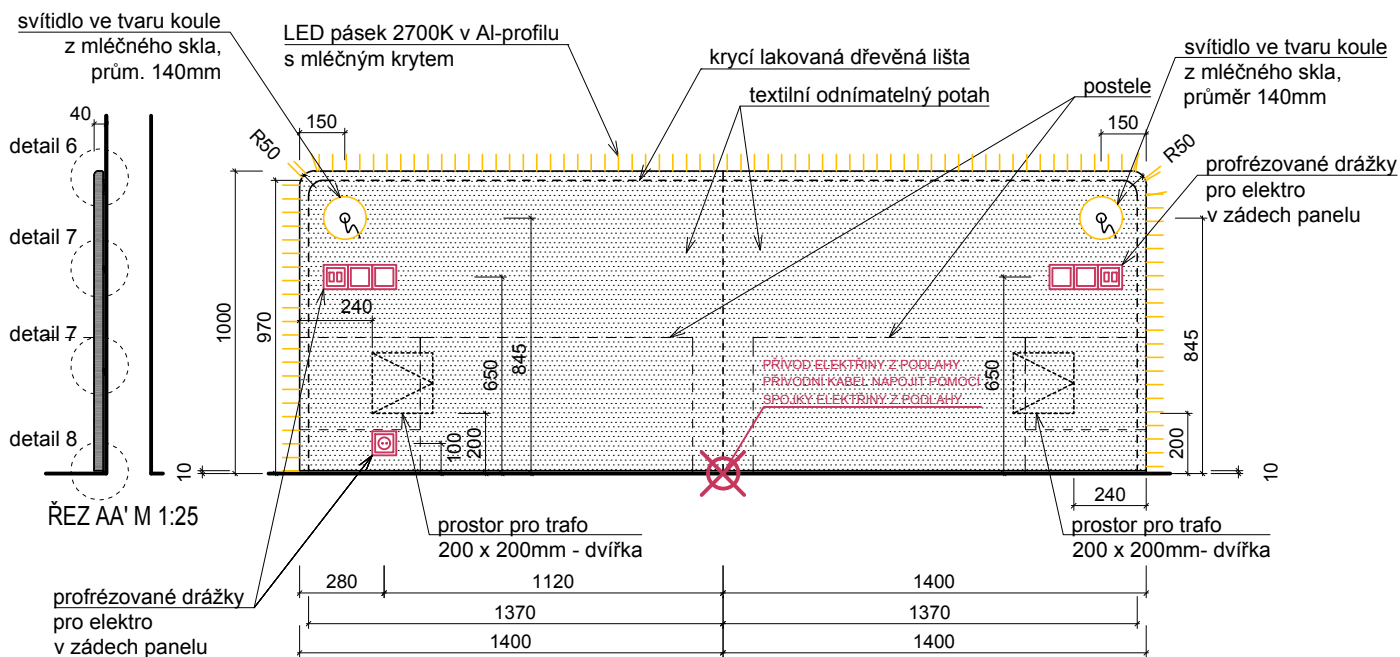 svítidlo ve tvaru koule
z mléčného skla,
prům. 140mm
LED pásek 2700K v Al-profilu
s mléčným krytem
krycí lakovaná dřevěná lišta
textilní odnímatelný potah
postele
svítidlo ve tvaru koule
z mléčného skla,
průměr 140mm
40
150
150
detail 6
R50
R50
profrézované drážky
pro elektro
v zádech panelu
detail 7
240
1000
970
650
845
detail 7
PŘÍVOD ELEKTŘINY Z PODLAHY
PŘÍVODNÍ KABEL NAPOJIT POMOCÍ
SPOJKY ELEKTŘINY Z PODLAHY
650
845
detail 8
100
200
200
10
10
240
ŘEZ AA' M 1:25
prostor pro trafo
200 x 200mm - dvířka
prostor pro trafo
200 x 200mm- dvířka
280
1120
1400
profrézované drážky
pro elektro
v zádech panelu
1370
1370
1400
1400